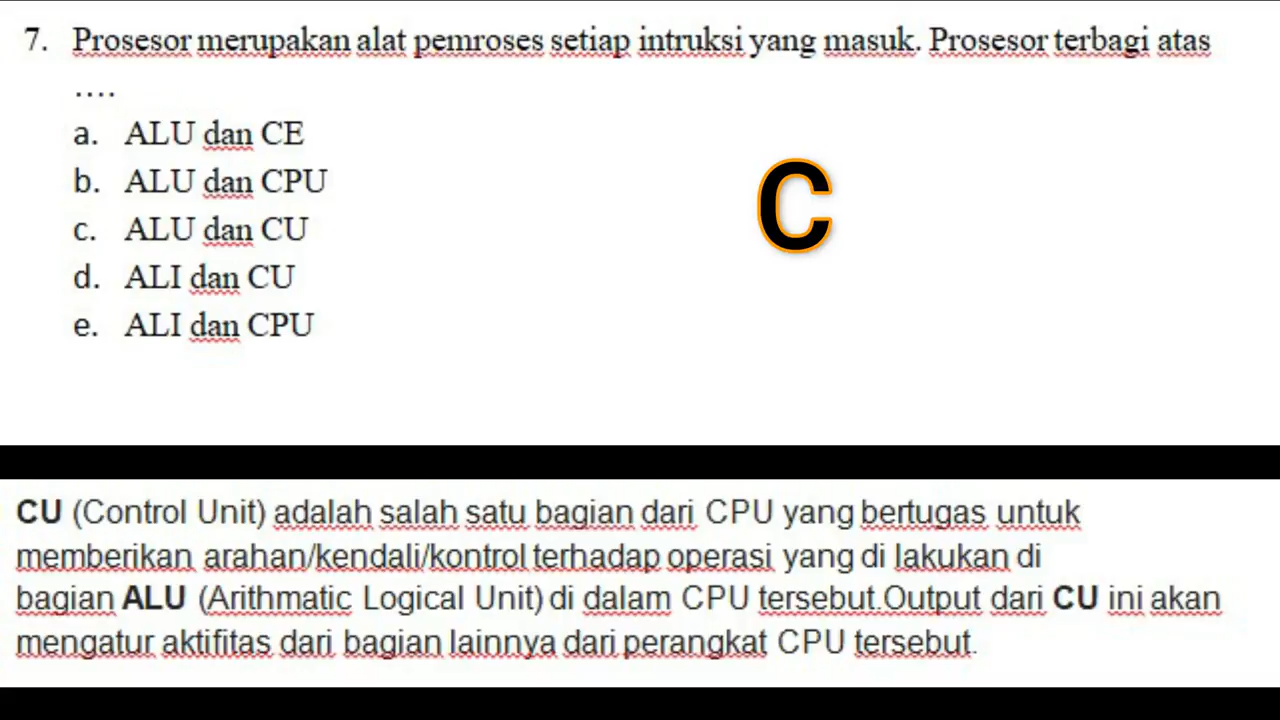 7. Prosesor merupakan alat pemroses setiap intruksi yang masuk. Prosesor terbagi atas
....
a. ALU dan CE
b. ALU dan CPU
c. ALU dan CU
d. ALI dan CU
e. ALI dan CPU
C
CU (Control Unit) adalah salah satu bagian dari CPU yang bertugas untuk
memberikan arahan/kendali/kontrol terhadap operasi yang di lakukan di
bagian ALU (Arithmatic Logical Unit) di dalam CPU tersebut.Output dari CU ini akan
mengatur aktifitas dari bagian lainnya dari perangkat CPU tersebut.